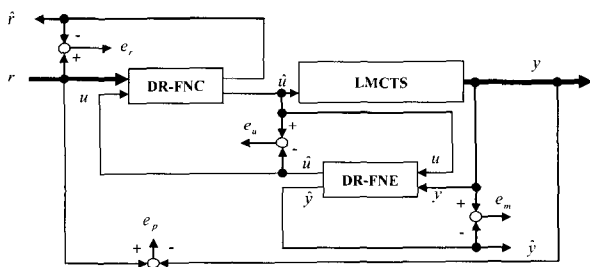 r̂
-
+
e_r
r
DR-FNC
û
LMCTS
y
u
+
-
e_u
û
u
DR-FNE
ŷ
y
+
-
e_m
ŷ
e_p
+
-